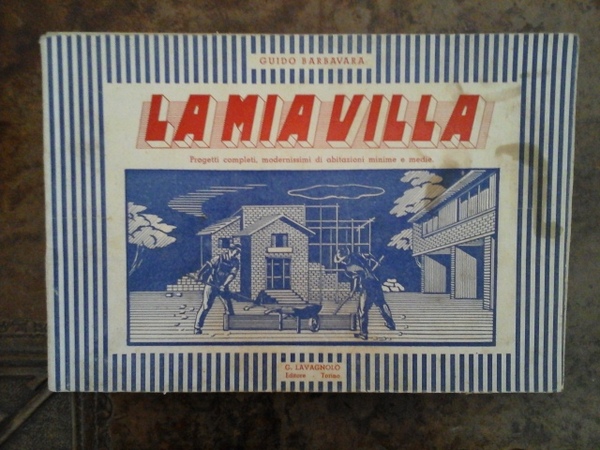 GUIDO BARBAVARA
LA MIA VILLA
Progetti completi, modernissimi di abitazioni minime e medie.
G. LAVAGNOLO
Editore - Torino